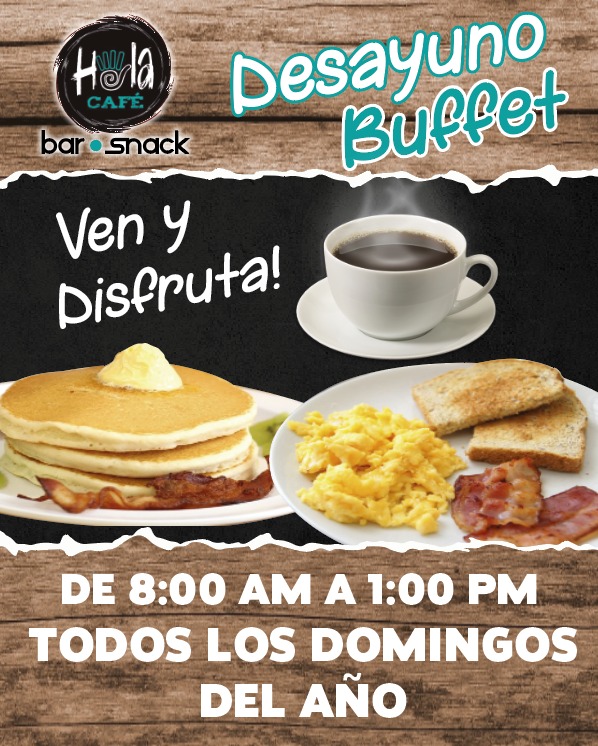 Hola
CAFÉ
bar•snack
Desayuno
Buffet
Ven y
Disfruta!
DE 8:00 AM A 1:00 PM
TODOS LOS DOMINGOS
DEL AÑO